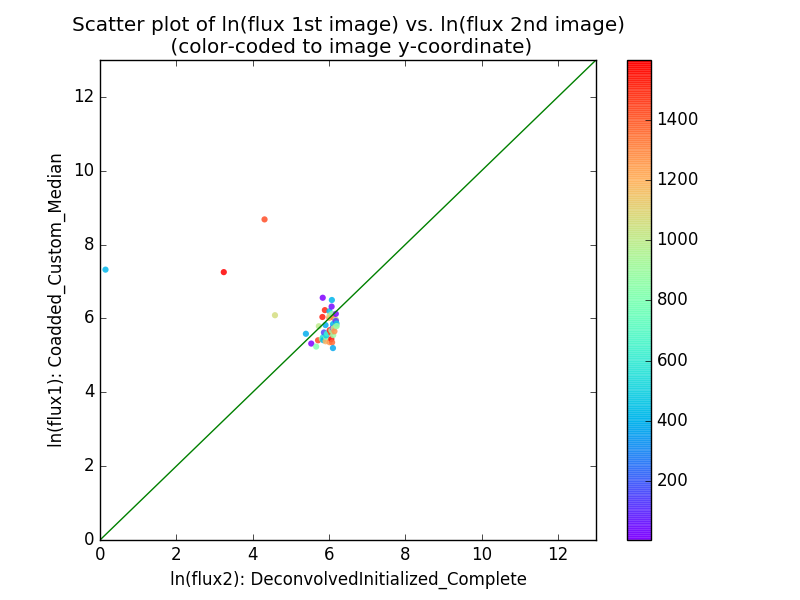 Scatter plot of ln(flux 1st image) vs. ln(flux 2nd image)
(color-coded to image y-coordinate)
ln(flux1): Coadded_Custom_Median
12
10
8
6
4
2
0
0 2 4 6 8 10 12
ln(flux2): DeconvolvedInitialized_Complete
1400
1200
1000
800
600
400
200